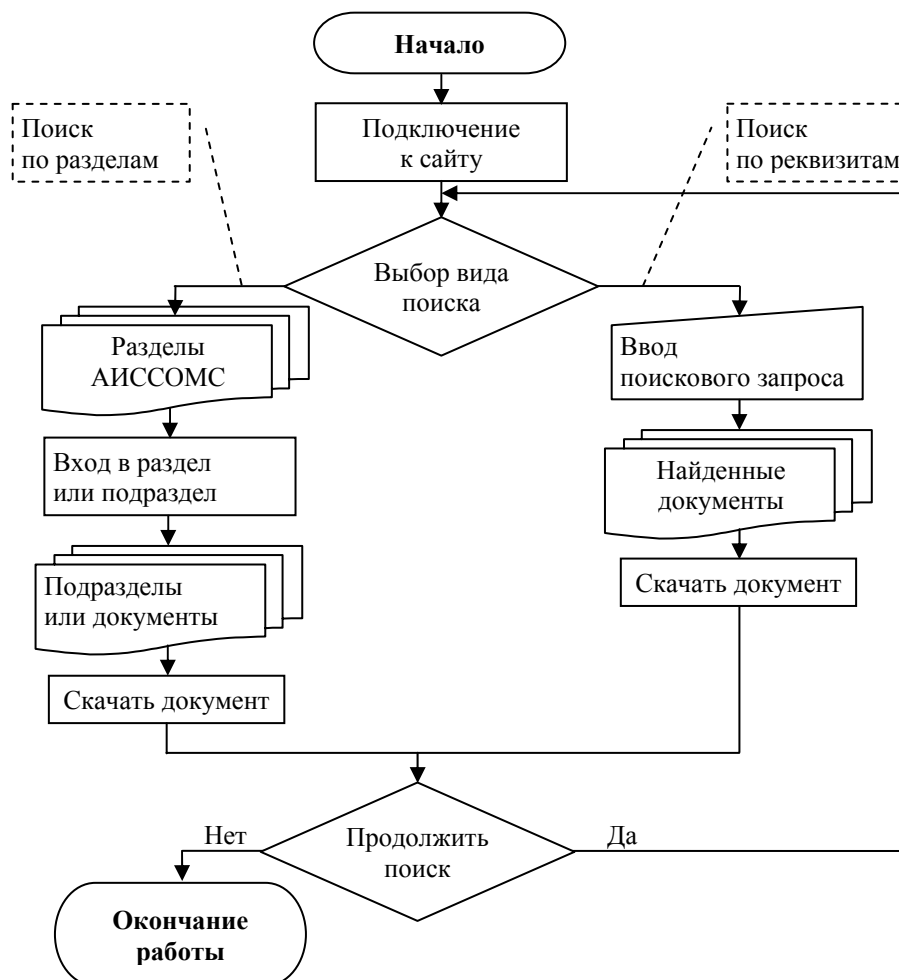 Начало
Поиск
по разделам
Подключение
к сайту
Поиск
по реквизитам
Выбор вида
поиска
Разделы
АИССОМС
Ввод
поискового запроса
Вход в раздел
или подраздел
Найденные
документы
Подразделы
или документы
Скачать документ
Скачать документ
Нет
Продолжить
поиск
Да
Окончание
работы